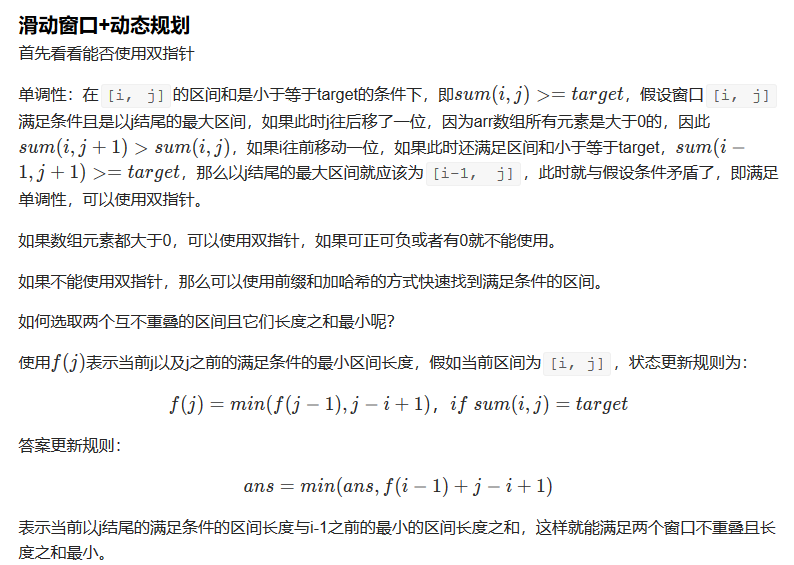 滑动窗口+动态规划
首先看看能否使用双指针
单调性：在 [i, j] 的区间和是小于等于target的条件下，即sum(i, j) >= target，假设窗口 [i, j]
满足条件且是以j结尾的最大区间，如果此时j往后移了一位，因为arr数组所有元素是大于0的，因此
sum(i, j + 1) > sum(i, j)，如果i往前移动一位，如果此时还满足区间和小于等于target，sum(i −
1, j + 1) >= target，那么以j结尾的最大区间就应该为 [i-1, j] ，此时就与假设条件矛盾了，即满足
单调性，可以使用双指针。
如果数组元素都大于0，可以使用双指针，如果可正可负或者有0就不能使用。
如果不能使用双指针，那么可以使用前缀和加哈希的方式快速找到满足条件的区间。
如何选取两个互不重叠的区间且它们长度之和最小呢？
使用f(j)表示当前j以及j之前的满足条件的最小区间长度，假如当前区间为 [i, j] ，状态更新规则为：
f(j) = min(f(j − 1), j − i + 1)，if sum(i, j) = target
答案更新规则：
ans = min(ans, f(i − 1) + j − i + 1)
表示当前以j结尾的满足条件的区间长度与i-1之前的最小的区间长度之和，这样就能满足两个窗口不重叠且长
度之和最小。